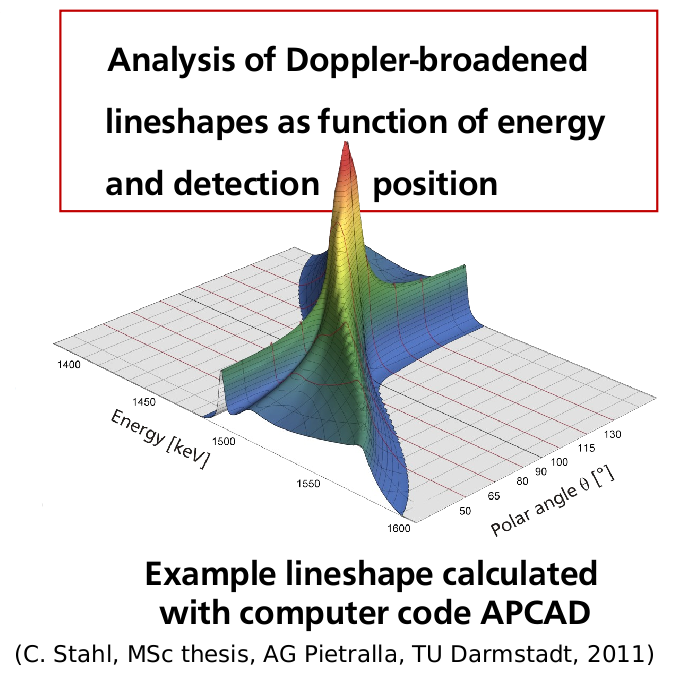 Analysis of Doppler-broadened
lineshapes as function of energy
and detection position
1400
1450
1500
1550
1600
Energy [keV]
50
65
80
90
100
115
130
Polar angle θ [°]
Example lineshape calculated
with computer code APCAD
(C. Stahl, MSc thesis, AG Pietralla, TU Darmstadt, 2011)